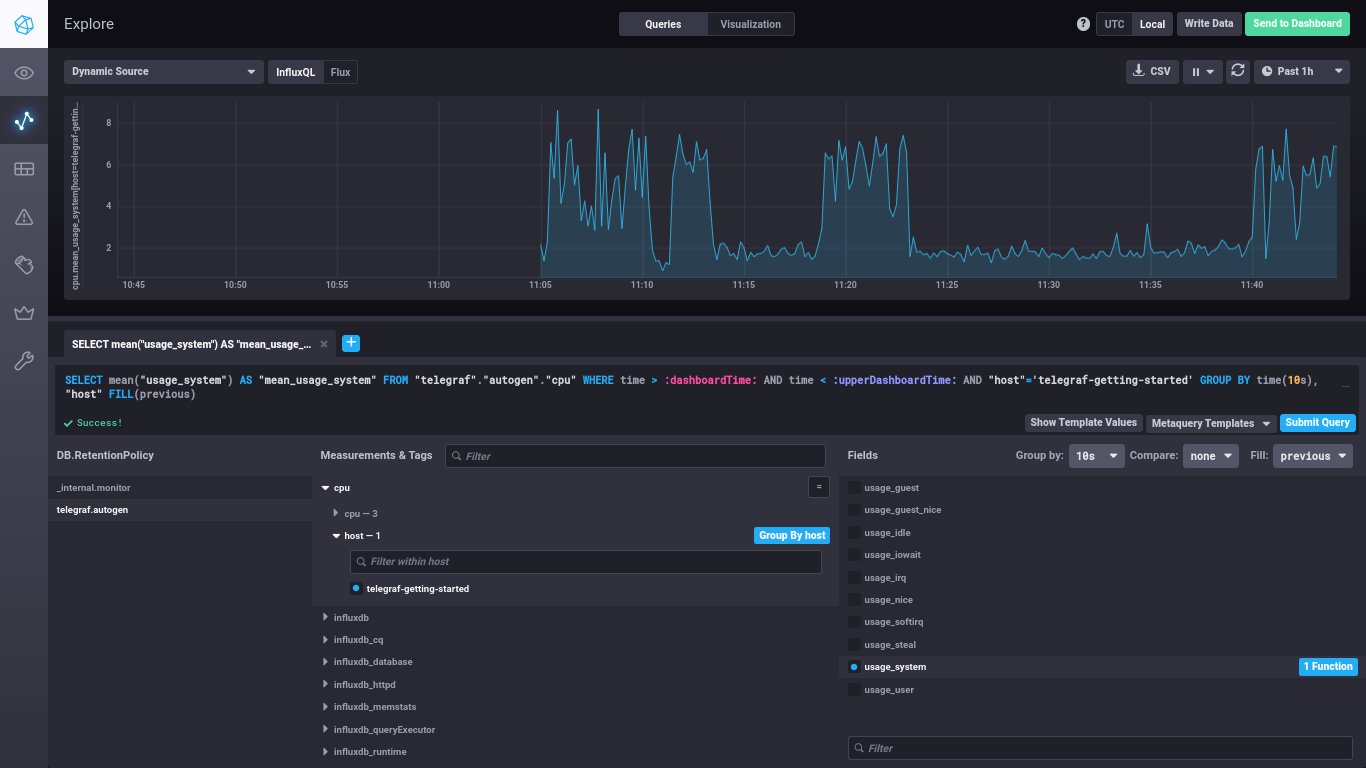 Explore
Queries
Visualization
?
UTC
Local
Write Data
Send to Dashboard
Dynamic Source
InfluxQL
Flux
CSV
Past 1h
cpu.mean_usage_system[host=telegraf-gettin...
8
6
4
2
10:45
10:50
10:55
11:00
11:05
11:10
11:15
11:20
11:25
11:30
11:35
11:40
SELECT mean("usage_system") AS "mean_usage_...
SELECT mean("usage_system") AS "mean_usage_system" FROM "telegraf"."autogen"."cpu" WHERE time > :dashboardTime: AND time < :upperDashboardTime: AND "host"='telegraf-getting-started' GROUP BY time(10s),
"host" FILL(previous)
Success!
Show Template Values
Metaquery Templates
Submit Query
DB.RetentionPolicy
Measurements & Tags
Filter
Fields
Group by:
10s
Compare:
none
Fill:
previous
_internal.monitor
telegraf.autogen
cpu
=
cpu — 3
host — 1
Group By host
Filter within host
telegraf-getting-started
influxdb
influxdb_cq
influxdb_database
influxdb_httpd
influxdb_memstats
influxdb_queryExecutor
influxdb_runtime
usage_guest
usage_guest_nice
usage_idle
usage_iowait
usage_irq
usage_nice
usage_softirq
usage_steal
usage_system
1 Function
usage_user
Filter